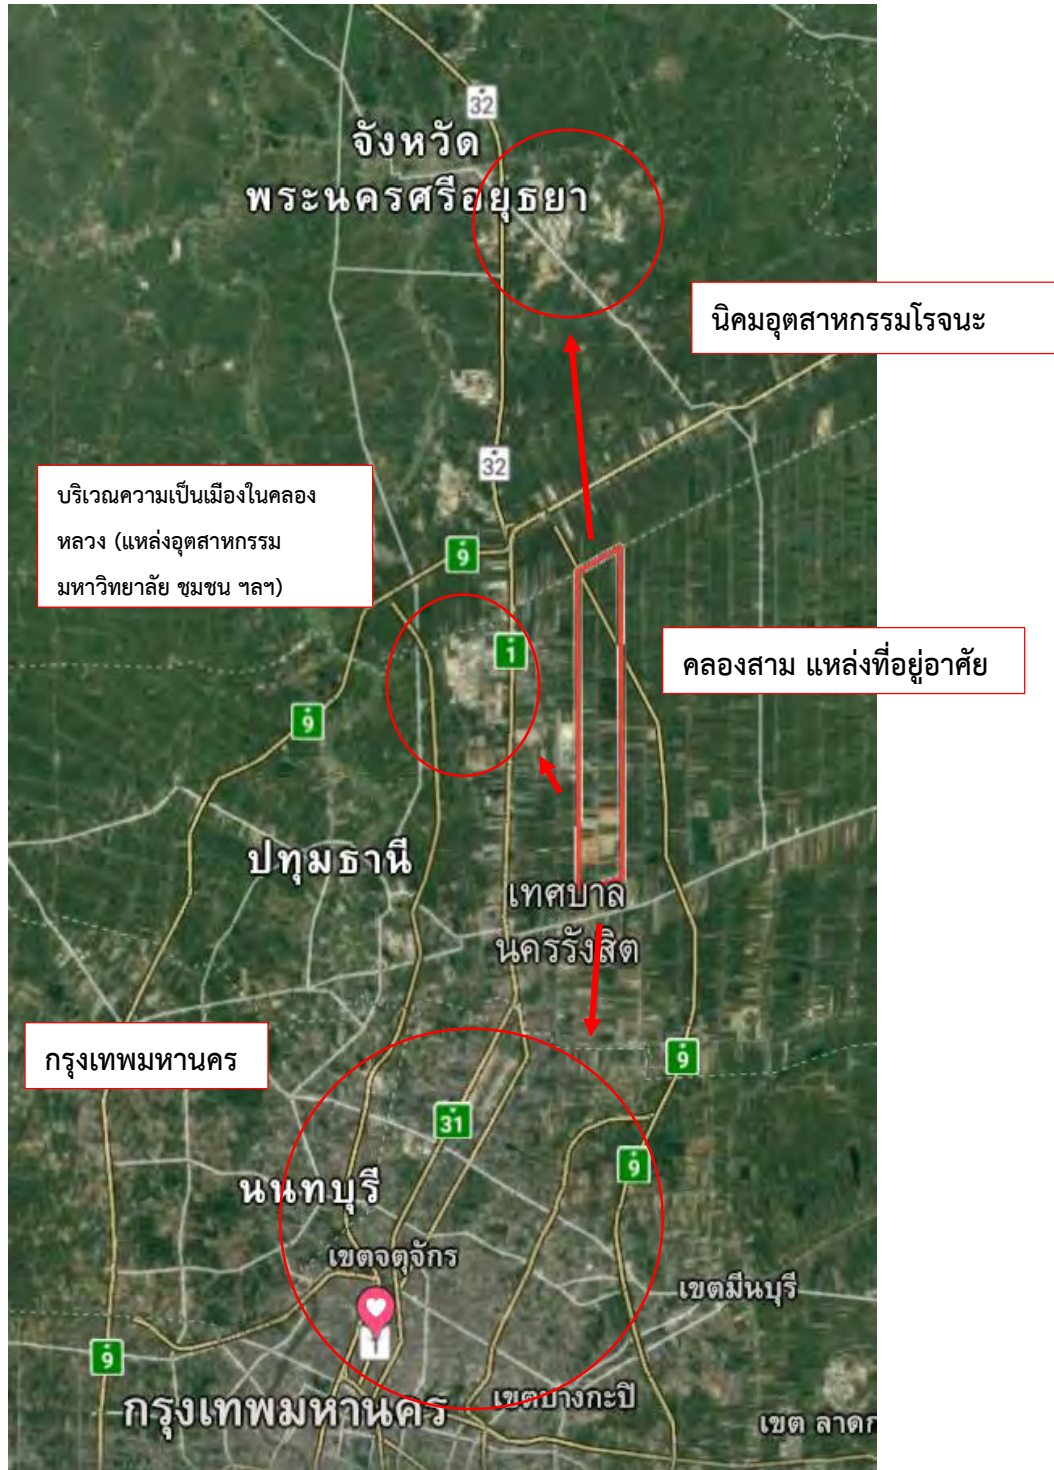 32
จังหวัด
พระนครศรีอยุธยา
นิคมอุตสาหกรรมโรจนะ
32
บริเวณความเป็นเมืองในคลอง
หลวง (แหล่งอุตสาหกรรม
มหาวิทยาลัย ชุมชน ฯลฯ)
9
1
คลองสาม แหล่งที่อยู่อาศัย
9
ปทุมธานี
เทศบาล
นครรังสิต
กรุงเทพมหานคร
9
31
9
นนทบุรี
เขตจตุจักร
เขตมีนบุรี
1
9
กรุงเทพมหานคร
เขตบางกะปิ
เขต ลาดก